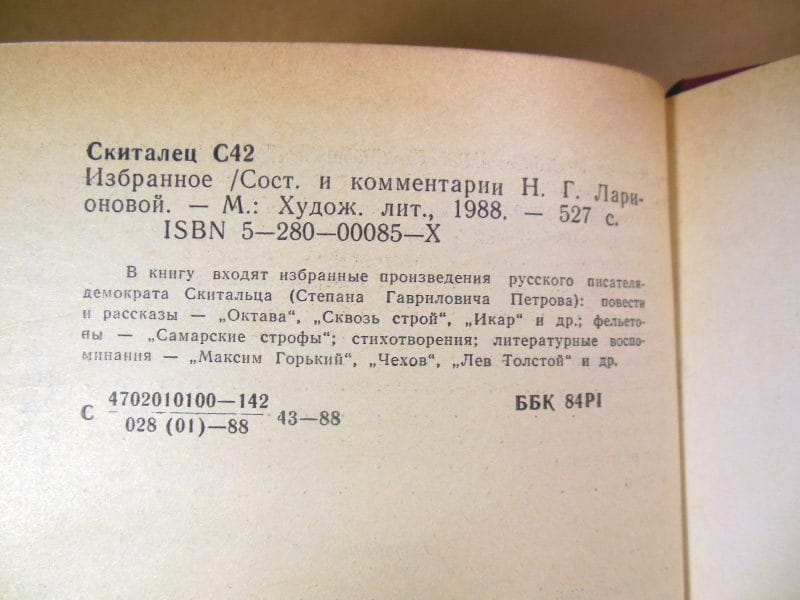 Скиталец С42
Избранное /Сост. и комментарии Н. Г. Лари-
оновой. — М.: Худож. лит., 1988. — 527 с.
ISBN 5—280—00085—X
В книгу входят избранные произведения русского писателя-
демократа Скитальца (Степана Гавриловича Петрова): повести
и рассказы — „Октава“, „Сквозь строй“, „Икар“ и др.; фельето-
ны — „Самарские строфы“; стихотворения; литературные воспо-
минания — „Максим Горький“, „Чехов“, „Лев Толстой“ и др.
С 4702010100—142
028 (01)—88 43—88
ББК 84Р1